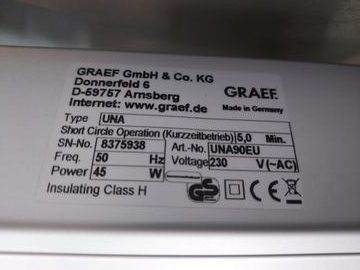 GRAEF GmbH & Co. KG
Donnerfeld 6
D-59757 Arnsberg
Internet: www.graef.de
GRAEF.
Made in Germany
Type UNA
Short Circle Operation (Kurzzeitbetrieb) 5,0 Min.
SN-No. 8375938 Art.-No. UNA90EU
Freq. 50 Hz Voltage 230 V(~AC)
Power 45 W
Insulating Class H GS CE